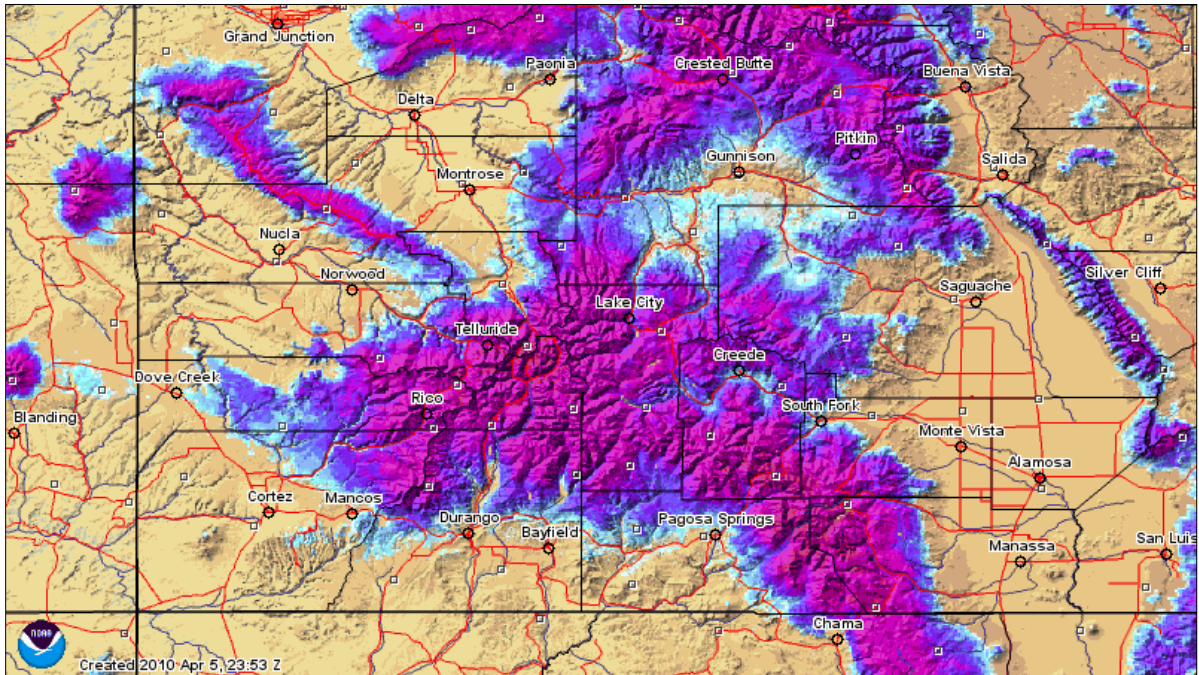 Grand Junction
Paonia
Crested Butte
Buena Vista
Delta
Pitkin
Gunnison
Salida
Montrose
Nucla
Norwood
Silver Cliff
Saguache
Lake City
Telluride
Creede
Dove Creek
Rico
South Fork
Blanding
Monte Vista
Alamosa
Cortez
Mancos
Durango
Bayfield
Pagosa Springs
Manassa
San Luis
Chama
NOAA
Created 2010 Apr 5, 23:53 Z